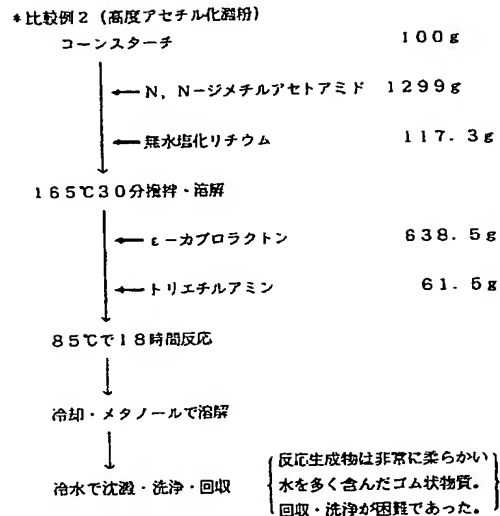 *比較例2(高度アセチル化澱粉)
コーンスターチ 100g
N,N-ジメチルアセトアミド 1299g
無水塩化リチウム 117.3g
165℃30分攪拌・溶解
ε-カプロラクトン 638.5g
トリエチルアミン 61.5g
85℃で18時間反応
冷却・メタノールで溶解
冷水で沈澱・洗浄・回収
反応生成物は非常に柔らかい
水を多く含んだゴム状物質。
回収・洗浄が困難であった。